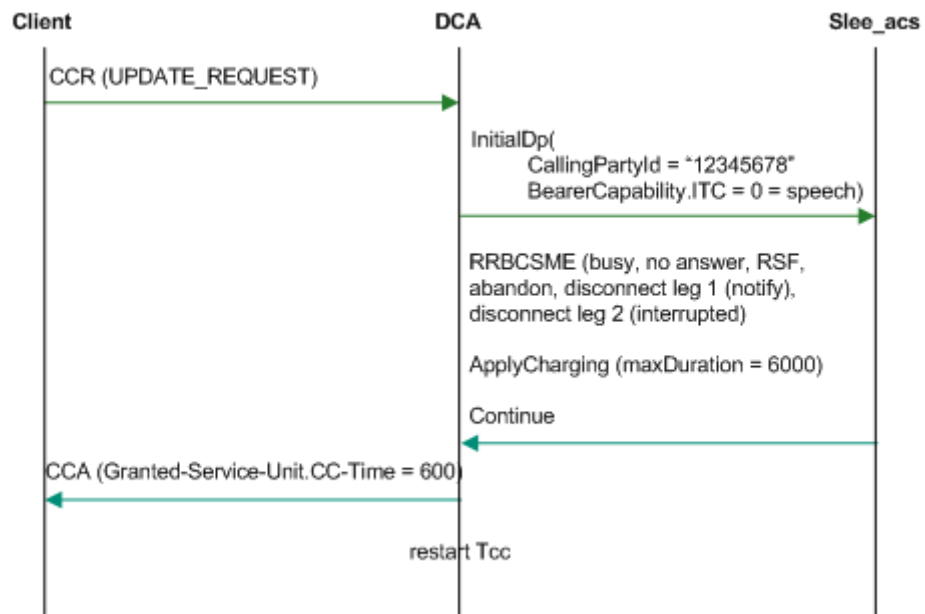 Client DCA Slee_acs
CCR (UPDATE_REQUEST)
InitialDp(
CallingPartyId = “12345678”
BearerCapability.ITC = 0 = speech)
RRBCSME (busy, no answer, RSF,
abandon, disconnect leg 1 (notify),
disconnect leg 2 (interrupted)
ApplyCharging (maxDuration = 6000)
Continue
CCA (Granted-Service-Unit.CC-Time = 600)
restart Tcc